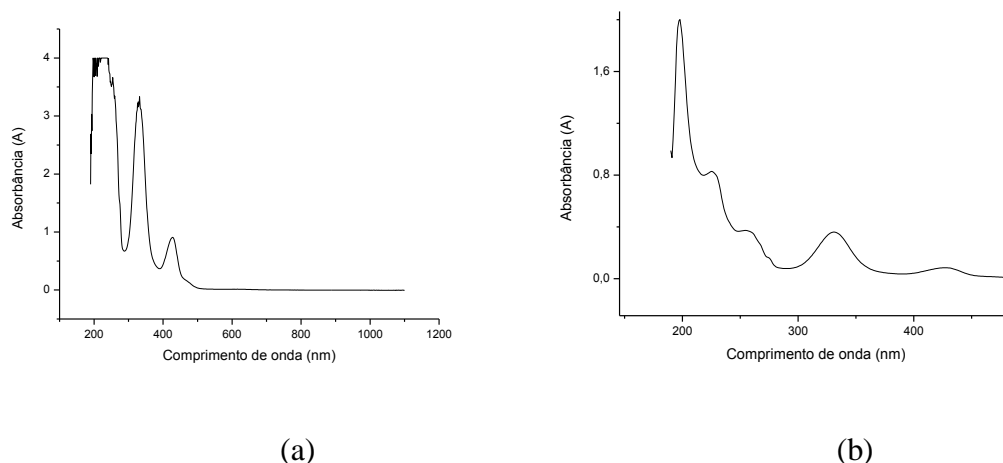 4
3
2
1
0
Absorbância (A)
200 400 600 800 1000 1200
Comprimento de onda (nm)
(a)
1,6
0,8
0,0
Absorbância (A)
200 300 400
Comprimento de onda (nm)
(b)